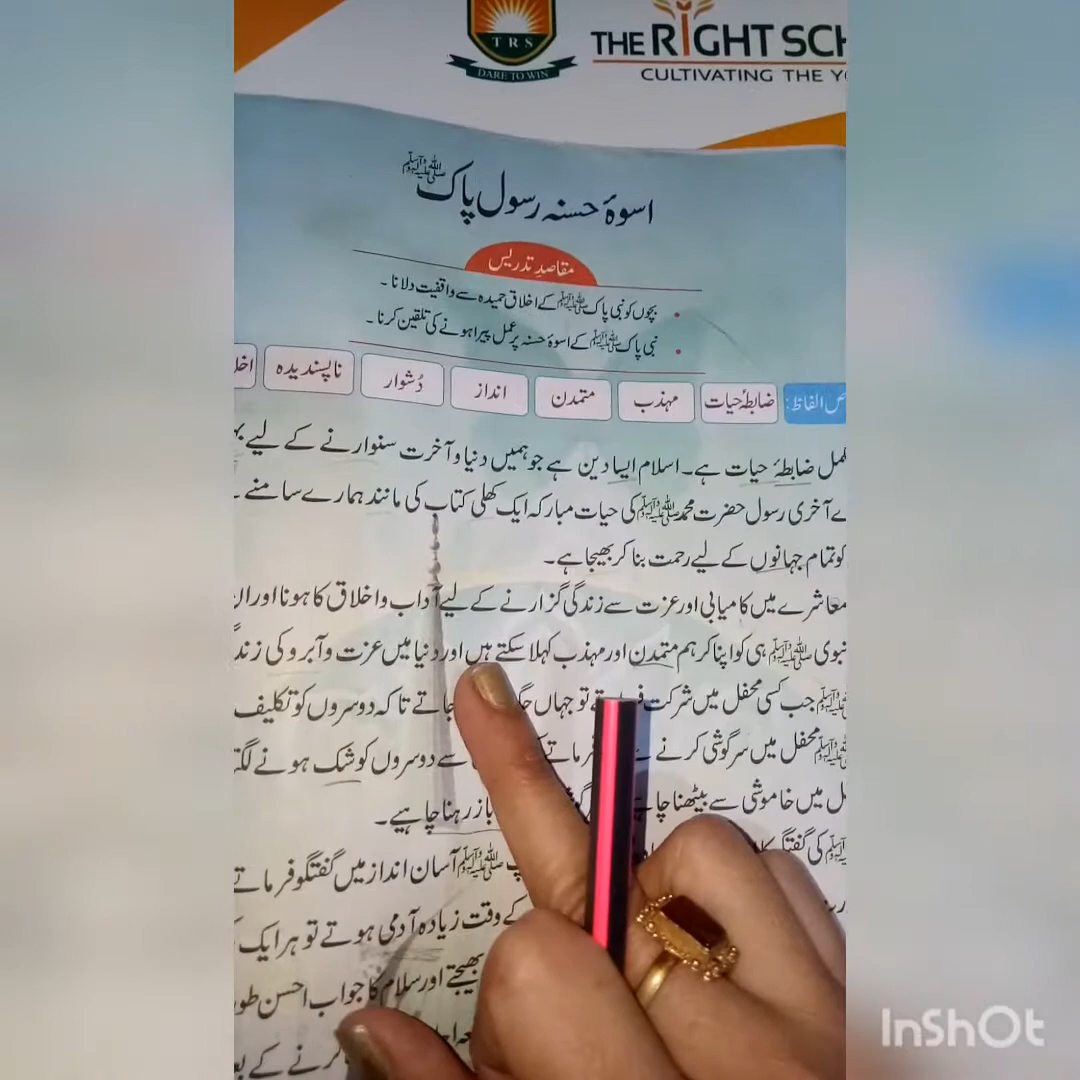 TRS
DARE TO WIN
THE RIGHT SCH
CULTIVATING THE Y
اسوۂ حسنہ رسول پاک ﷺ
مقاصدِ تدریس
بچوں کو نبی پاک ﷺ کے اخلاق حمیدہ سے واقفیت دلانا۔
نبی پاک ﷺ کے اسوۂ حسنہ پر عمل پیرا ہونے کی تلقین کرنا۔
الفاظ: ضابطۂ حیات مہذب متمدن انداز دُشوار ناپسندیدہ
ضابطۂ حیات ہے۔ اسلام ایسا دین ہے جو ہمیں دنیا و آخرت سنوارنے کے لیے
آخری رسول حضرت محمد ﷺ کی حیات مبارکہ ایک کھلی کتاب کی مانند ہمارے سامنے
کو تمام جہانوں کے لیے رحمت بنا کر بھیجا ہے۔
معاشرے میں کامیابی اور عزت سے زندگی گزارنے کے لیے آداب و اخلاق کا ہونا اور ان
نبوی ﷺ ہی کو اپنا کر ہم متمدن اور مہذب کہلا سکتے ہیں اور دنیا میں عزت و آبرو کی
ﷺ جب کسی محفل میں شرکت تو جہاں جاتے تاکہ دوسروں کو تکلیف
ﷺ محفل میں سرگوشی کرنے سے دوسروں کو شک ہونے
میں خاموشی سے بیٹھنا باز رہنا چاہیے۔
ﷺ کی ﷺ آسان انداز میں گفتگو فرماتے
کے وقت زیادہ آدمی ہوتے تو ہر ایک
بھیجتے اور سلام کا جواب احسن
کرنے کے
InShOt